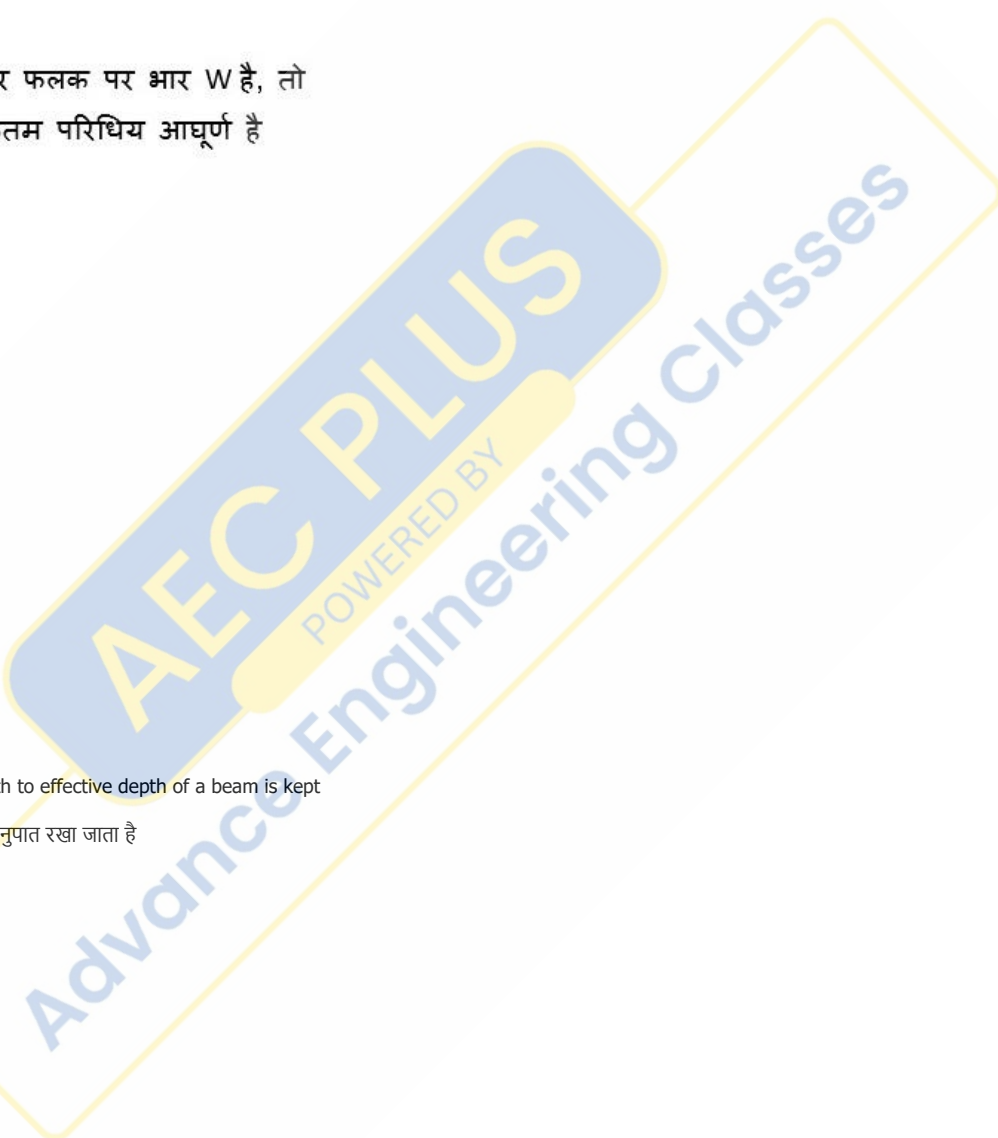 फलक पर भार W है, तो
परिधिय आघूर्ण है
AEC PLUS
POWERED BY
Advance Engineering Classes
to effective depth of a beam is kept
रखा जाता है